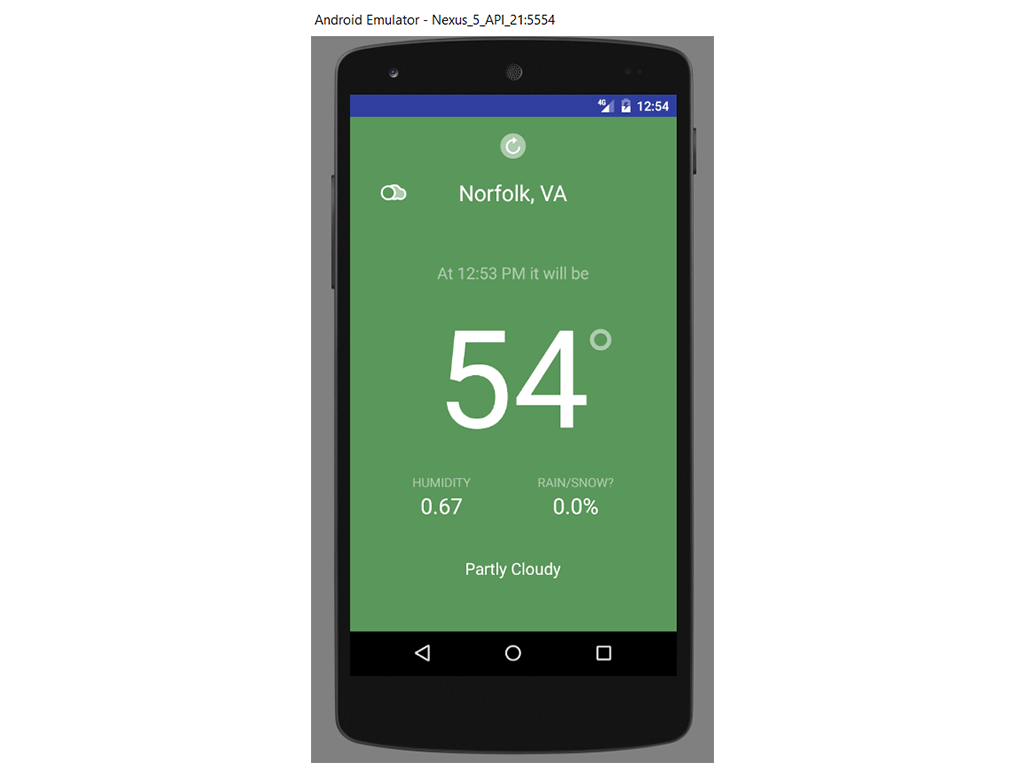 Android Emulator - Nexus_5_API_21:5554
4G 12:54
Norfolk, VA
At 12:53 PM it will be
54
HUMIDITY RAIN/SNOW?
0.67 0.0%
Partly Cloudy